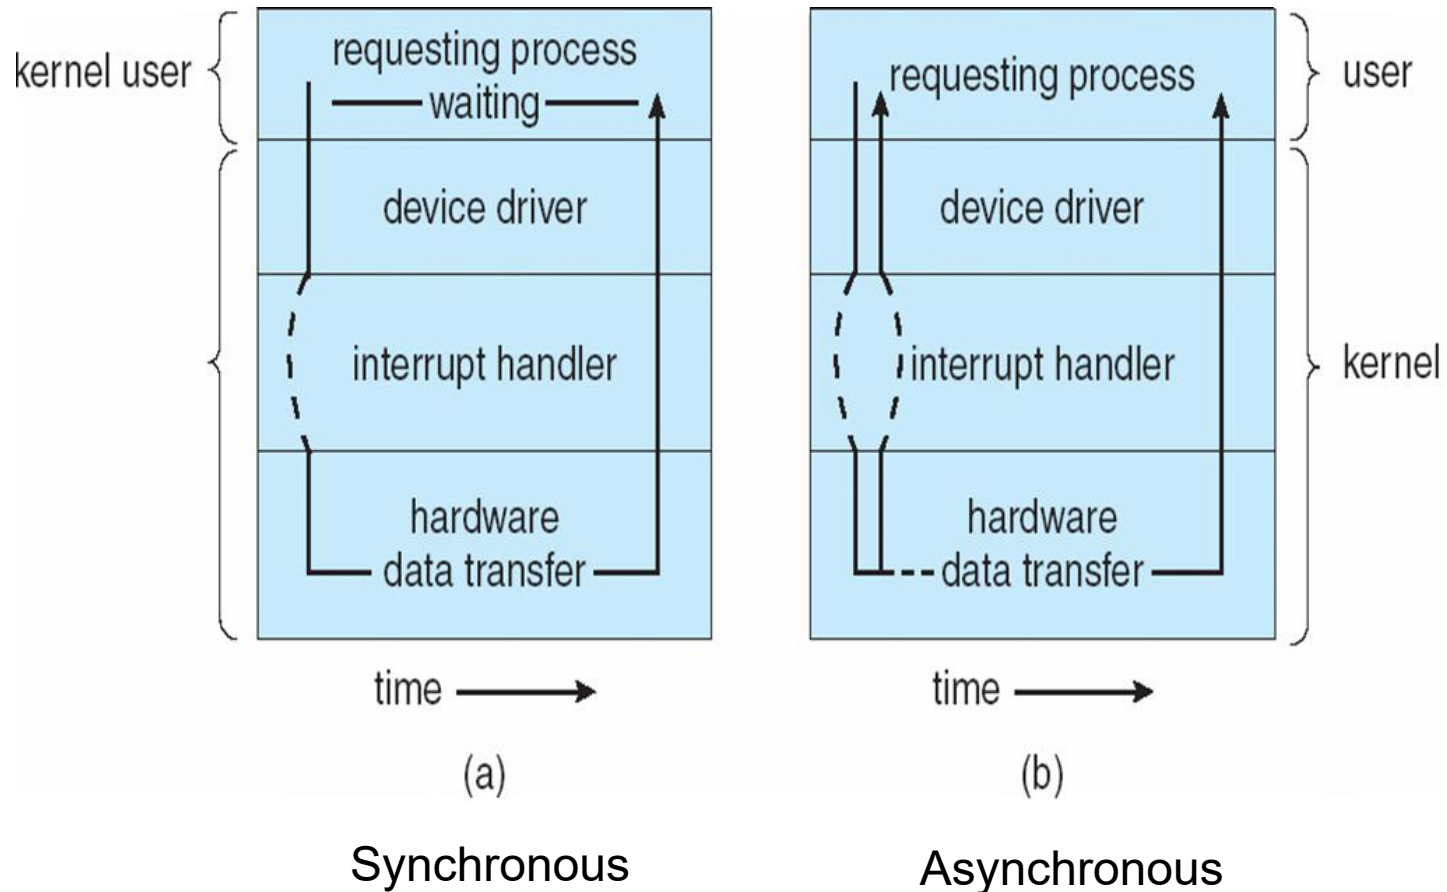 kernel user
requesting process
waiting
device driver
interrupt handler
hardware
data transfer
time
(a)
Synchronous
requesting process
user
device driver
interrupt handler
kernel
hardware
data transfer
time
(b)
Asynchronous